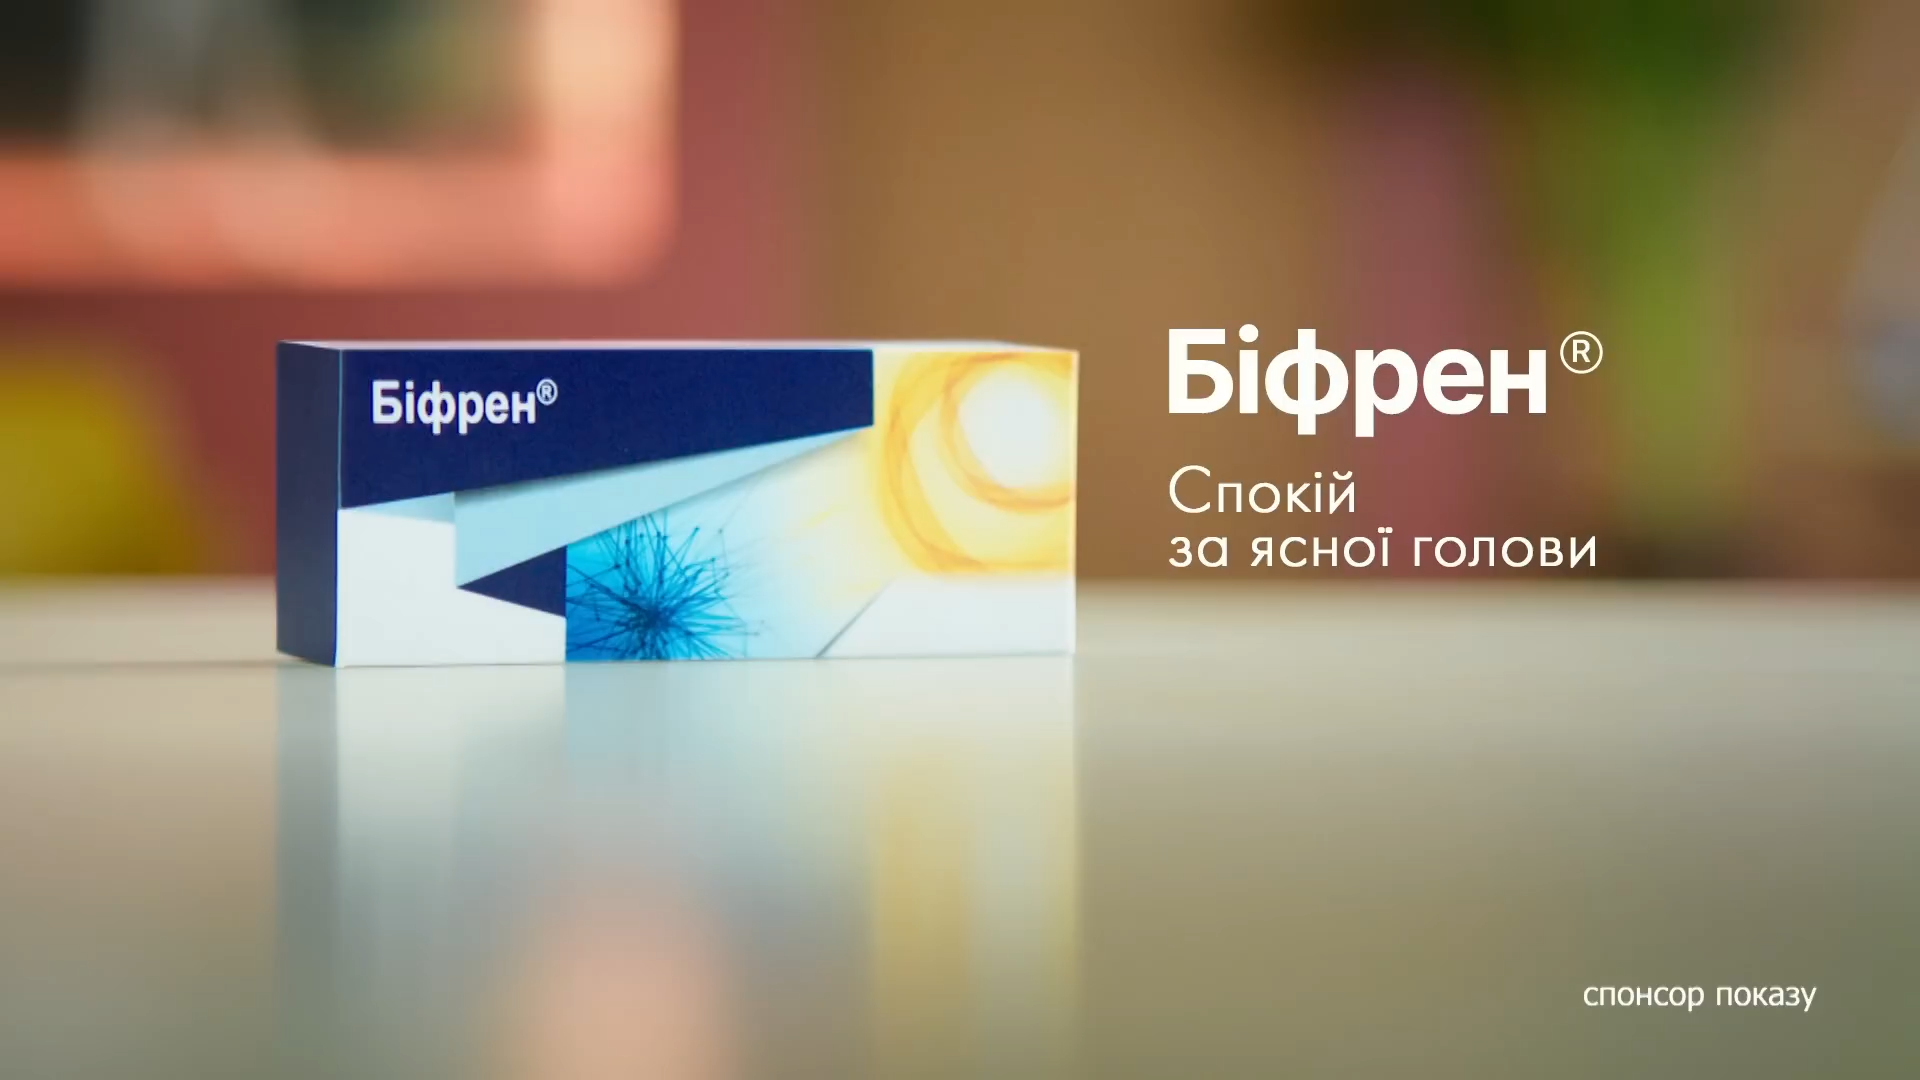 Біфрен®
Біфрен®
Спокій
за ясної голови
спонсор показу